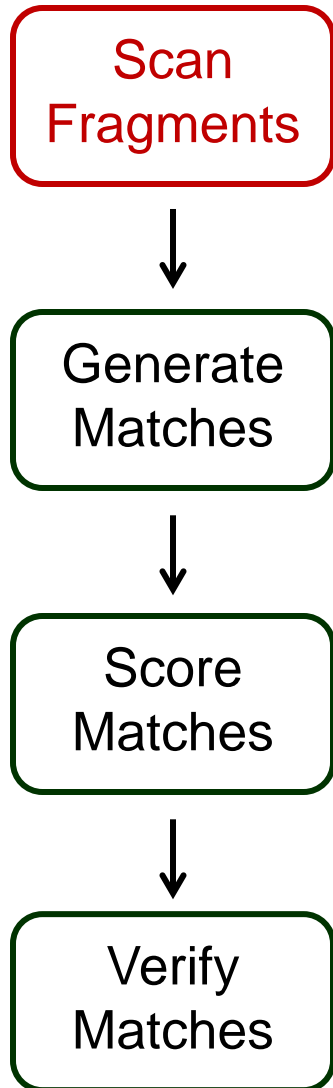 Scan
Fragments
Generate
Matches
Score
Matches
Verify
Matches